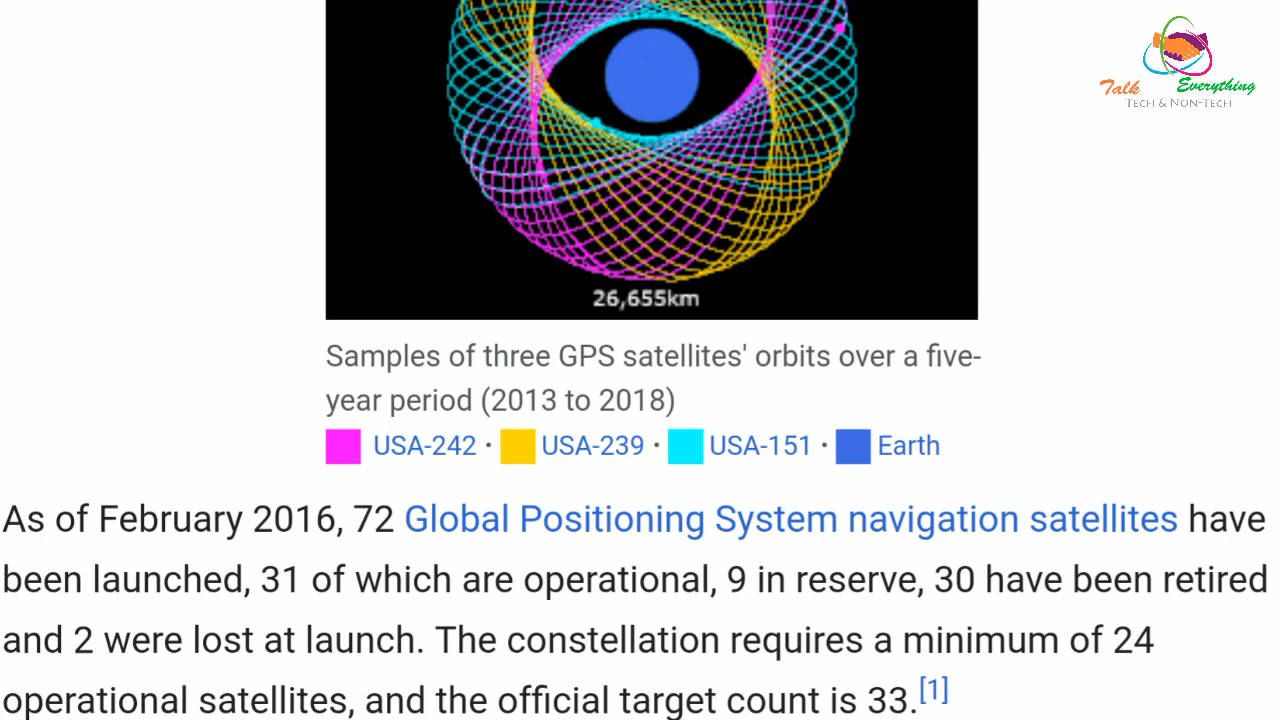 Talk Everything
TECH & NON-TECH
26,655km
Samples of three GPS satellites' orbits over a five-
year period (2013 to 2018)
USA-242 · USA-239 · USA-151 · Earth
As of February 2016, 72 Global Positioning System navigation satellites have
been launched, 31 of which are operational, 9 in reserve, 30 have been retired
and 2 were lost at launch. The constellation requires a minimum of 24
operational satellites, and the official target count is 33.[1]